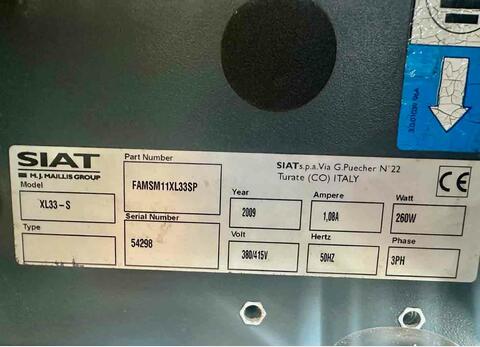 SIAT
M.J. MAILLIS GROUP
Model
XL33-S
Type
Part Number
FAMSM11XL33SP
Serial Number
54298
SIAT s.p.a. Via G.Puecher N°22
Turate (CO) ITALY
CE
Year
2009
Ampere
1,08A
Watt
260W
Volt
380/415V
Hertz
50HZ
Phase
3PH